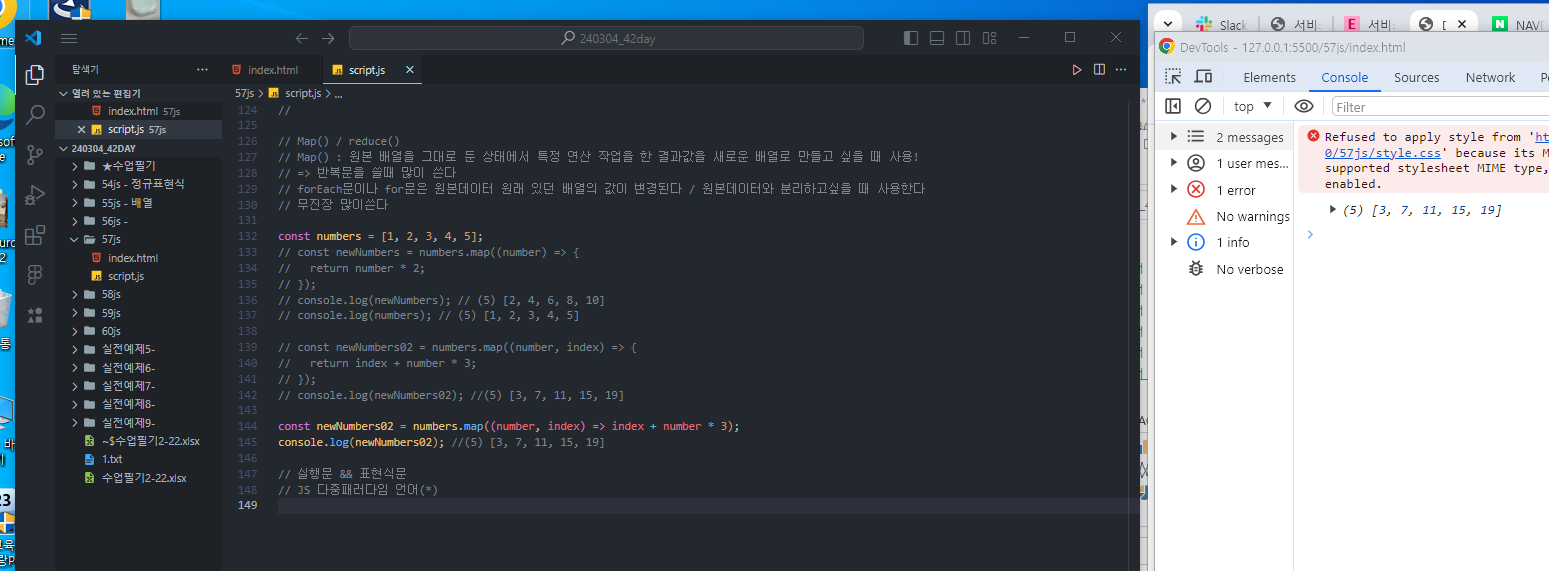 240304_42day
탐색기
index.html
script.js
열려 있는 편집기
index.html 57js
script.js 57js
240304_42DAY
★수업필기
54js - 정규표현식
55js - 배열
56js -
57js
index.html
script.js
58js
59js
60js
실전예제5-
실전예제6-
실전예제7-
실전예제8-
실전예제9-
~$수업필기2-22.xlsx
1.txt
수업필기2-22.xlsx
57js > script.js > ...
124 //
125
126 // Map() / reduce()
127 // Map() : 원본 배열을 그대로 둔 상태에서 특정 연산 작업을 한 결과값을 새로운 배열로 만들고 싶을 때 사용!
128 // => 반복문을 쓸때 많이 쓴다
129 // forEach문이나 for문은 원본데이터 원래 있던 배열의 값이 변경된다 / 원본데이터와 분리하고싶을 때 사용한다
130 // 무진장 많이쓴다
131
132 const numbers = [1, 2, 3, 4, 5];
133 // const newNumbers = numbers.map((number) => {
134 //   return number * 2;
135 // });
136 // console.log(newNumbers); // (5) [2, 4, 6, 8, 10]
137 // console.log(numbers); // (5) [1, 2, 3, 4, 5]
138
139 // const newNumbers02 = numbers.map((number, index) => {
140 //   return index + number * 3;
141 // });
142 // console.log(newNumbers02); //(5) [3, 7, 11, 15, 19]
143
144 const newNumbers02 = numbers.map((number, index) => index + number * 3);
145 console.log(newNumbers02); //(5) [3, 7, 11, 15, 19]
146
147 // 실행문 && 표현식문
148 // JS 다중패러다임 언어(*)
149
Slack
서비
E 서비
N NAV
DevTools - 127.0.0.1:5500/57js/index.html
Elements Console Sources Network
top Filter
2 messages
1 user mes...
1 error
No warnings
1 info
No verbose
Refused to apply style from 'ht
0/57js/style.css' because its M
supported stylesheet MIME type,
enabled.
(5) [3, 7, 11, 15, 19]